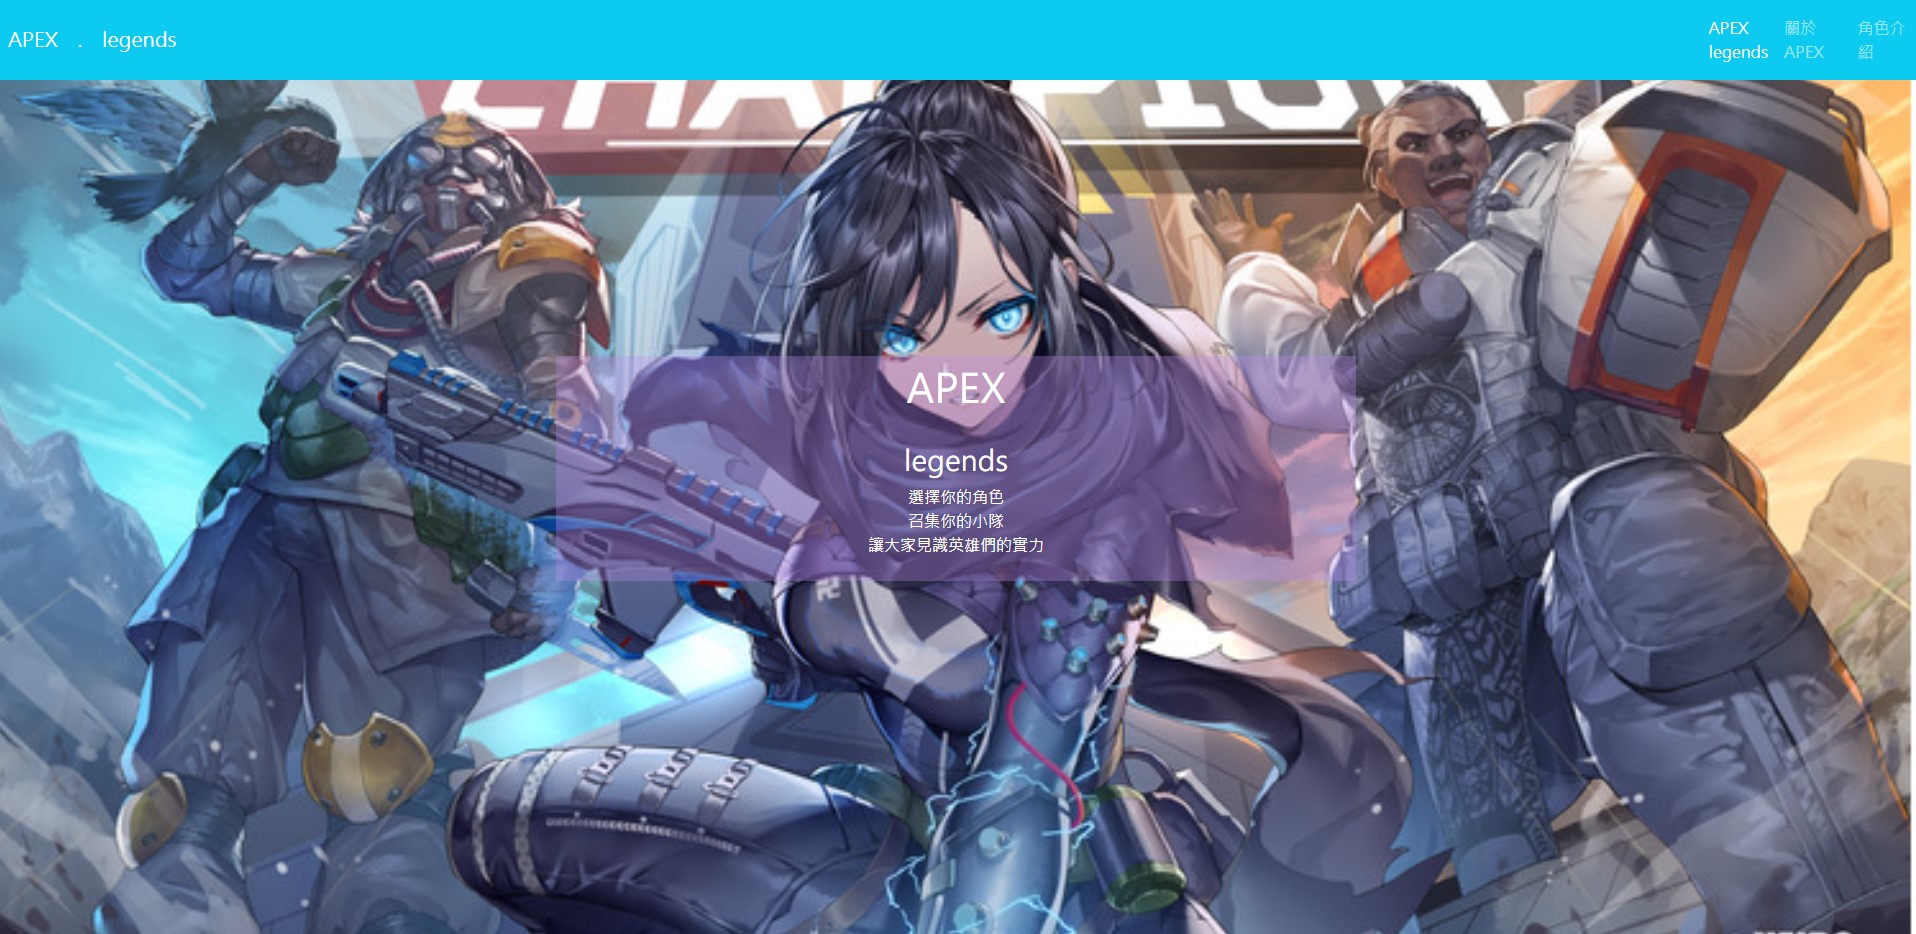 APEX . legends
APEX
legends
關於
APEX
角色介
紹
APEX
legends
選擇你的角色
召集你的小隊
讓大家見識英雄們的實力